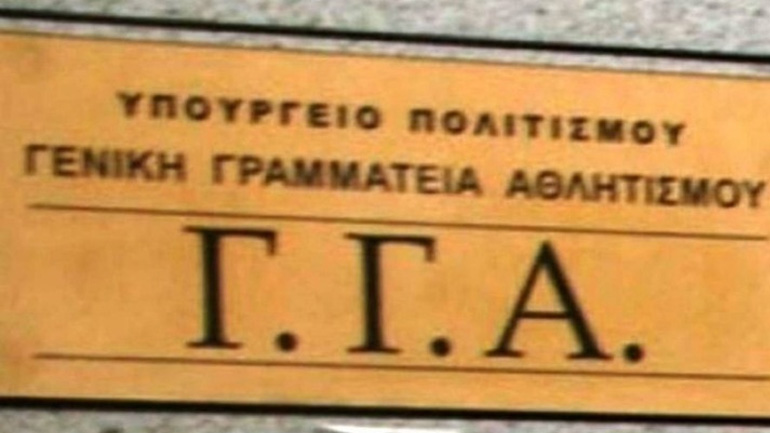 ΥΠΟΥΡΓΕΙΟ ΠΟΛΙΤΙΣΜΟΥ
ΓΕΝΙΚΗ ΓΡΑΜΜΑΤΕΙΑ ΑΘΛΗΤΙΣΜΟΥ
Γ.Γ.Α.